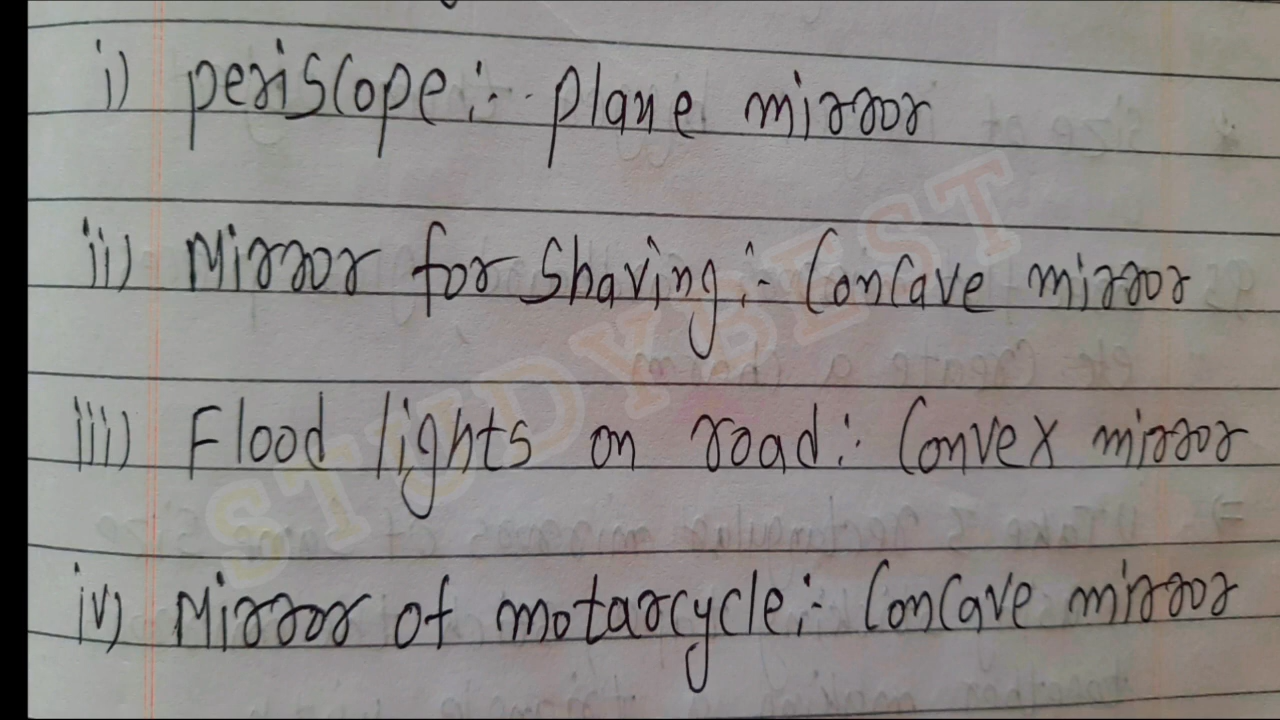 i) periscope :- plane mirror
ii) Mirror for Shaving :- Concave mirror
iii) Flood lights on road : Convex mirror
iv) Mirror of motarcycle :- Concave mirror
STUDYBEST